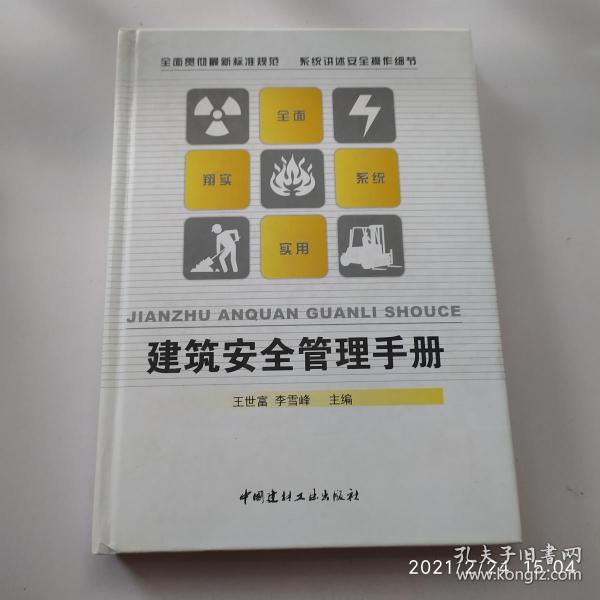 全面贯彻最新标准规范 系统讲述安全操作细节
全面
翔实
系统
实用
JIANZHU ANQUAN GUANLI SHOUCE
建筑安全管理手册
王世富 李雪峰 主编
中国建材工业出版社
孔夫子旧书网
2021/2/24 15:04
www.kongfz.com